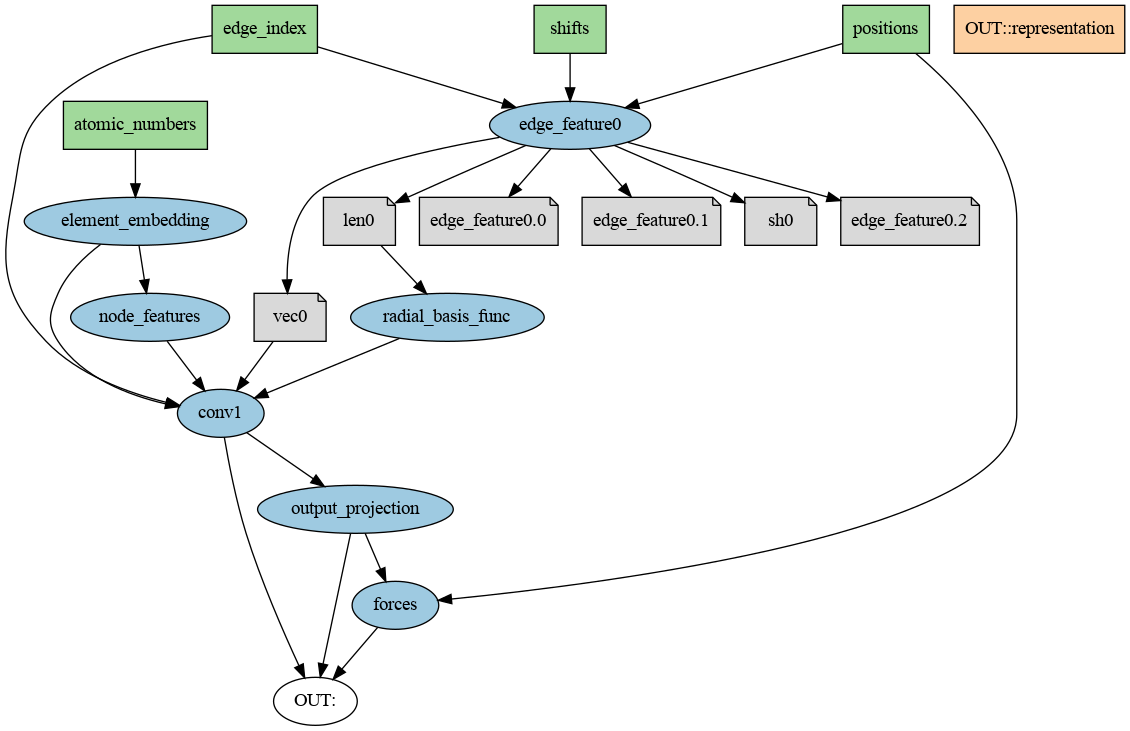 edge_index
shifts
positions
OUT::representation
atomic_numbers
edge_feature0
element_embedding
len0
edge_feature0.0
edge_feature0.1
sh0
edge_feature0.2
node_features
vec0
radial_basis_func
conv1
output_projection
forces
OUT: